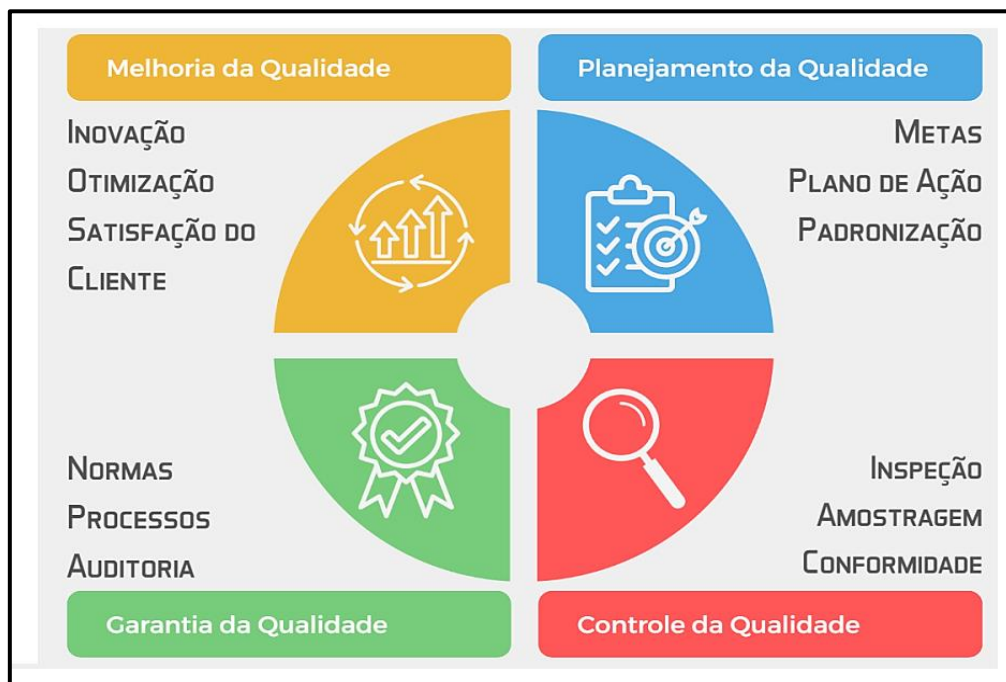 Melhoria da Qualidade
Planejamento da Qualidade
Inovação
Otimização
Satisfação do
Cliente
Metas
Plano de Ação
Padronização
Normas
Processos
Auditoria
Inspeção
Amostragem
Conformidade
Garantia da Qualidade
Controle da Qualidade